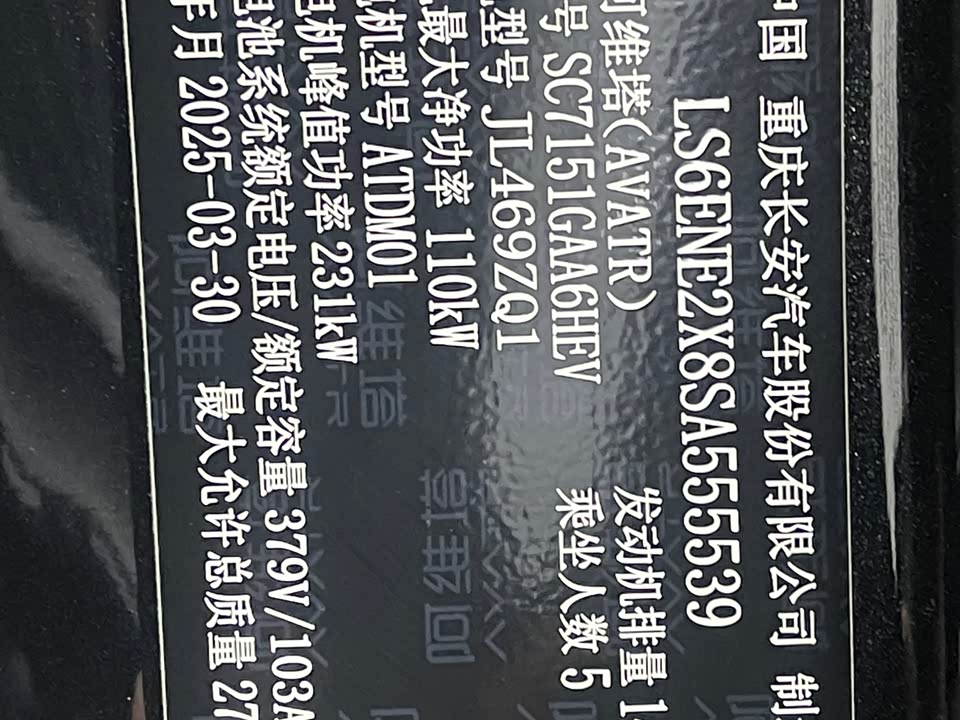 中国 重庆长安汽车股份有限公司 制
LS6ENE2X8SA555539
阿维塔(AVATR) 发动机排量 14
号 SC7151GAA6HEV 乘坐人数 5
型号 JL469ZQ1
最大净功率 110kW
机型号 ATDM01
电机峰值功率 231kW
电池系统额定电压/额定容量 379V/103A
年月 2025-03-30 最大允许总质量 27